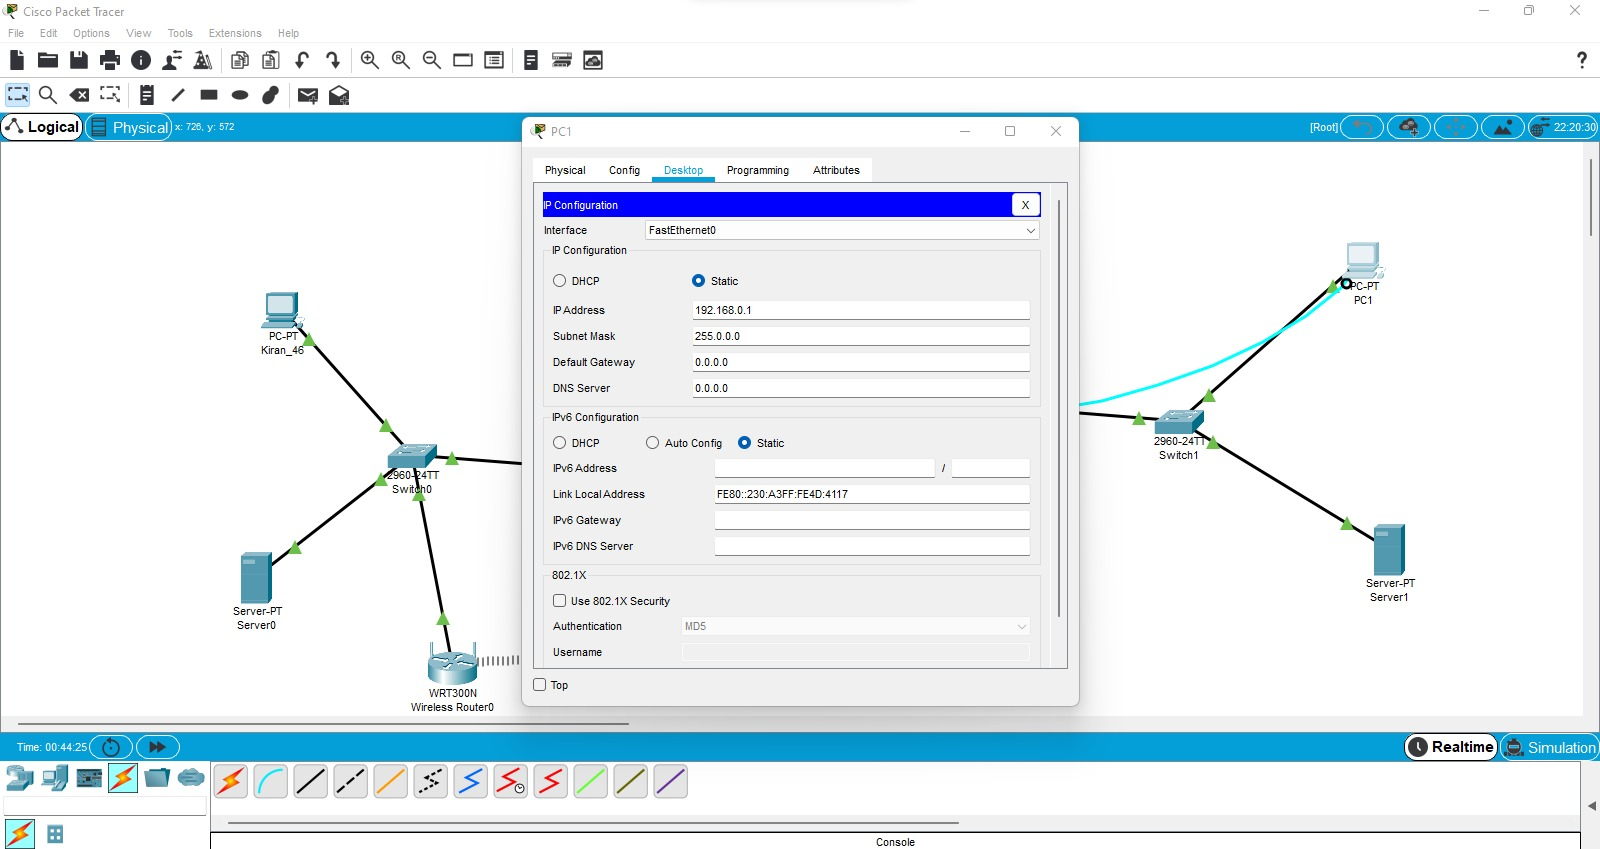 Cisco Packet Tracer
File Edit Options View Tools Extensions Help
Logical Physical x: 726, y: 572 [Root] 22:20:30
PC1
Physical Config Desktop Programming Attributes
IP Configuration X
Interface FastEthernet0
IP Configuration
DHCP Static
IP Address 192.168.0.1
Subnet Mask 255.0.0.0
Default Gateway 0.0.0.0
DNS Server 0.0.0.0
IPv6 Configuration
DHCP Auto Config Static
IPv6 Address /
Link Local Address FE80::230:A3FF:FE4D:4117
IPv6 Gateway
IPv6 DNS Server
802.1X
Use 802.1X Security
Authentication MD5
Username
Top
PC-PT
Kiran_46
2960-24TT
Switch0
Server-PT
Server0
WRT300N
Wireless Router0
PC-PT
PC1
2960-24TT
Switch1
Server-PT
Server1
Time: 00:44:25 Realtime Simulation
Console